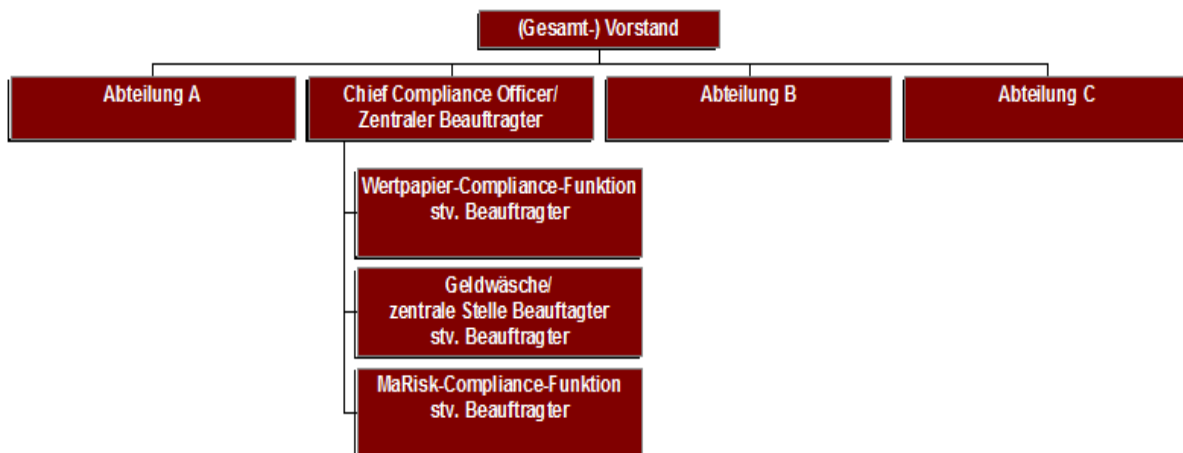 (Gesamt-) Vorstand
Abteilung A
Chief Compliance Officer/
Zentraler Beauftragter
Abteilung B
Abteilung C
Wertpapier-Compliance-Funktion
stv. Beauftragter
Geldwäsche/
zentrale Stelle Beauftagter
stv. Beauftragter
MaRisk-Compliance-Funktion
stv. Beauftragter